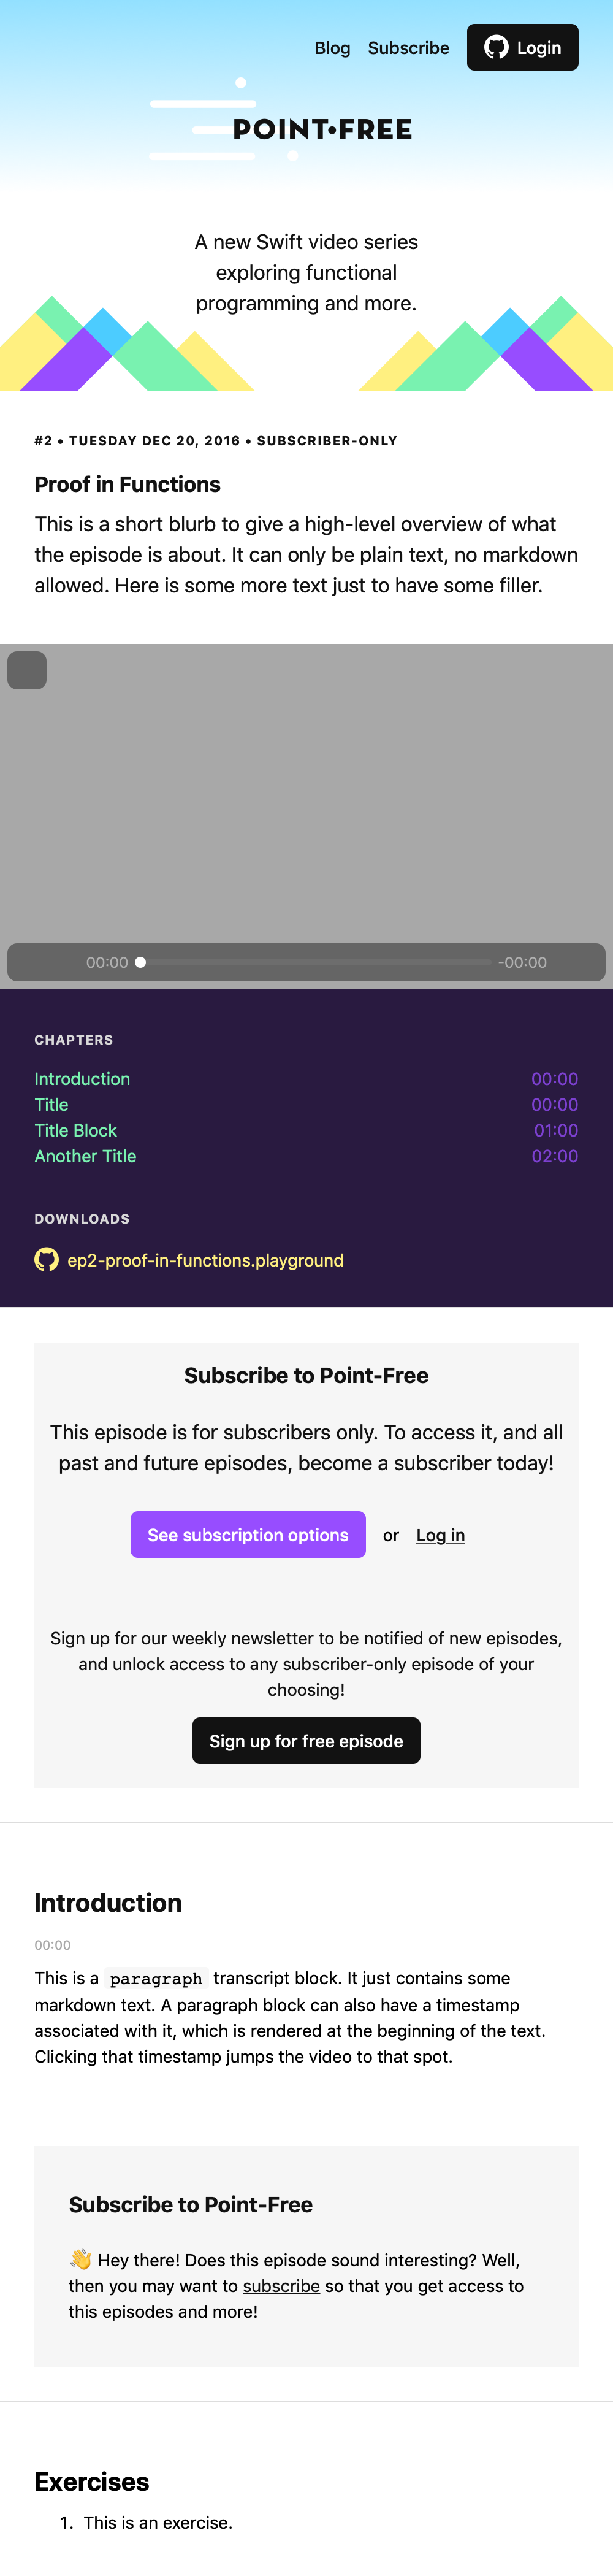 Blog Subscribe Login
POINT•FREE
A new Swift video series
exploring functional
programming and more.
#2 • TUESDAY DEC 20, 2016 • SUBSCRIBER-ONLY
Proof in Functions
This is a short blurb to give a high-level overview of what
the episode is about. It can only be plain text, no markdown
allowed. Here is some more text just to have some filler.
00:00 -00:00
CHAPTERS
Introduction 00:00
Title 00:00
Title Block 01:00
Another Title 02:00
DOWNLOADS
ep2-proof-in-functions.playground
Subscribe to Point-Free
This episode is for subscribers only. To access it, and all
past and future episodes, become a subscriber today!
See subscription options or Log in
Sign up for our weekly newsletter to be notified of new episodes,
and unlock access to any subscriber-only episode of your
choosing!
Sign up for free episode
Introduction
00:00
This is a paragraph transcript block. It just contains some
markdown text. A paragraph block can also have a timestamp
associated with it, which is rendered at the beginning of the text.
Clicking that timestamp jumps the video to that spot.
Subscribe to Point-Free
👋 Hey there! Does this episode sound interesting? Well,
then you may want to subscribe so that you get access to
this episodes and more!
Exercises
1. This is an exercise.